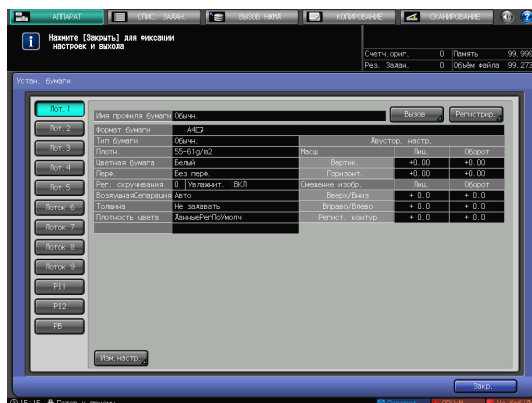 АППАРАТ СПИС. ЗАДАН. ВЫЗОВ НЖМД КОПИРОВАНИЕ СКАНИРОВАНИЕ
Нажмите [Закрыть] для фиксации
настроек и выхода
Счетч.ориг. 0 Память 99.999
Рез. Задан. 0 Объём файла 99.273
Устан. бумаги
Лот.1
Лот.2
Лот.3
Лот.4
Лот.5
Лоток 6
Лоток 7
Лоток 8
Лоток 9
PI1
PI2
PB
Имя профиля бумаги Обычн. Вызов Регистрир.
Формат бумаги A4
Тип бумаги Обычн. Двустор. настр.
Плотн. 55-61g/m2 Масш Лиц. Оборот
Цветная бумага Белый Вертик. +0.00 +0.00
Перф. Без перф. Горизонт. +0.00 +0.00
Рег. скручивания 0 Увлажнит. ВКЛ Смещение изобр. Лиц. Оборот
ВоздушнаяСепарация Авто Вверх/Вниз + 0.0 + 0.0
Толщина Не задавать Вправо/Влево + 0.0 + 0.0
Плотность цвета ДанныеРегПоУмолч Регист. контур + 0.0 + 0.0
Изм.настр.
Закр.